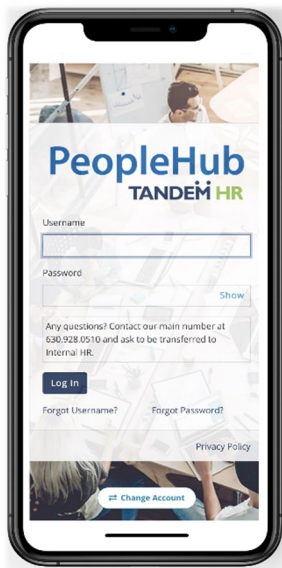 PeopleHub
TANDEM HR
Username
Password
Show
Any questions? Contact our main number at
630.928.0510 and ask to be transferred to
Internal HR.
Log In
Forgot Username?
Forgot Password?
Privacy Policy
⇄ Change Account